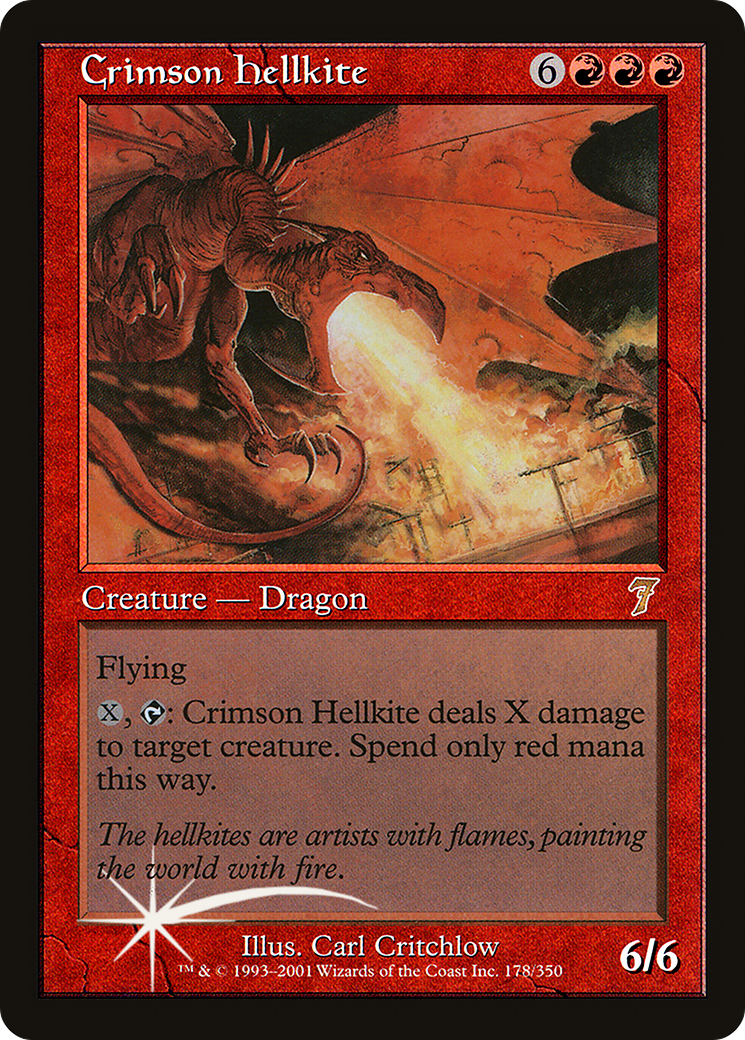 Crimson Hellkite 6
Creature — Dragon 7
Flying
X, : Crimson Hellkite deals X damage
to target creature. Spend only red mana
this way.
The hellkites are artists with flames, painting
the world with fire.
Illus. Carl Critchlow
™ & © 1993–2001 Wizards of the Coast Inc. 178/350
6/6